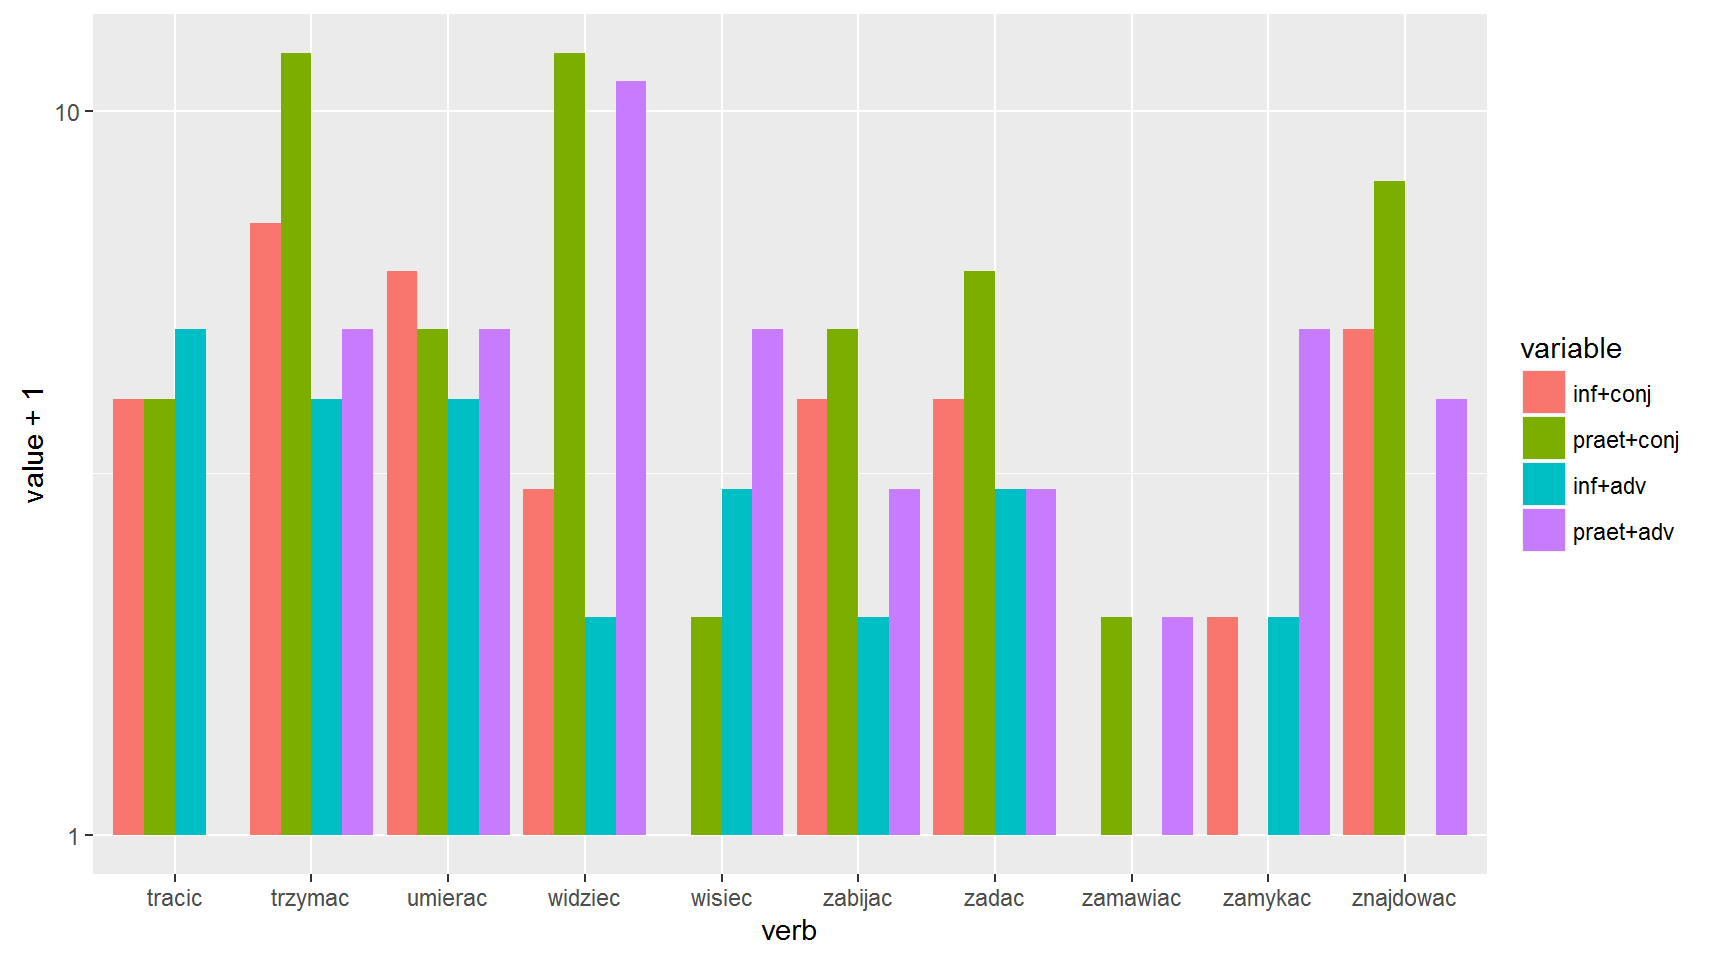 10
1
value + 1
tracic
trzymac
umierac
widziec
wisiec
zabijac
zadac
zamawiac
zamykac
znajdowac
verb
variable
inf+conj
praet+conj
inf+adv
praet+adv